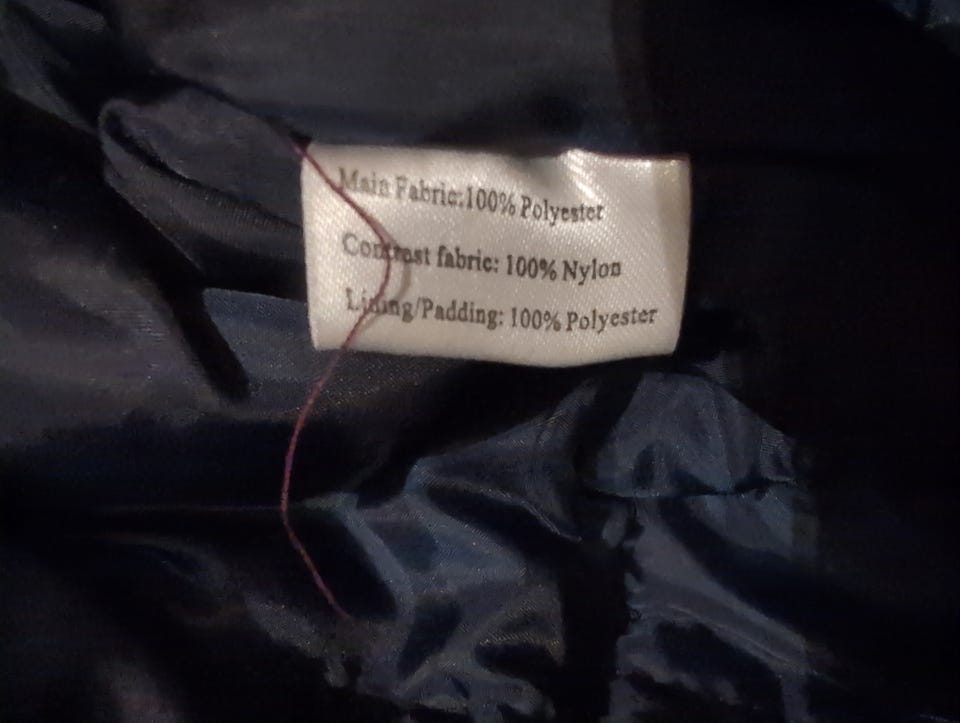 Main Fabric:100% Polyester
Contrast fabric: 100% Nylon
Lining/Padding: 100% Polyester